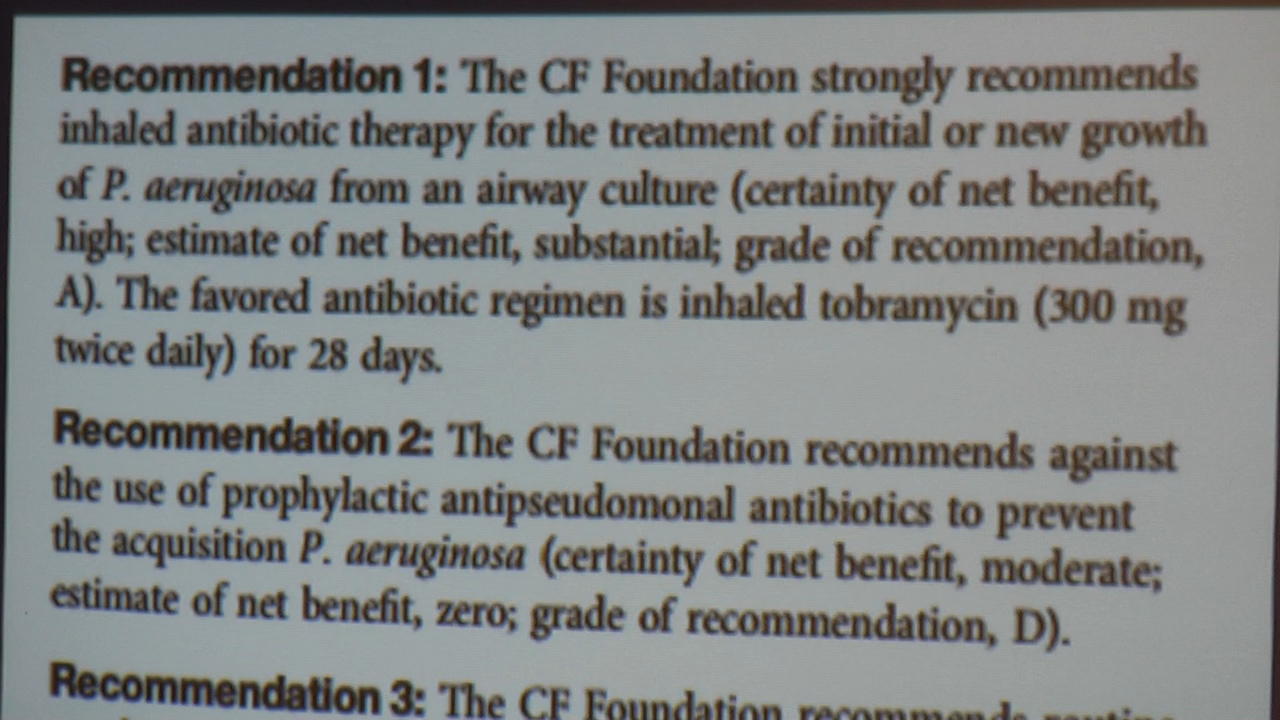 Recommendation 1: The CF Foundation strongly recommends
inhaled antibiotic therapy for the treatment of initial or new growth
of P. aeruginosa from an airway culture (certainty of net benefit,
high; estimate of net benefit, substantial; grade of recommendation,
A). The favored antibiotic regimen is inhaled tobramycin (300 mg
twice daily) for 28 days.
Recommendation 2: The CF Foundation recommends against
the use of prophylactic antipseudomonal antibiotics to prevent
the acquisition P. aeruginosa (certainty of net benefit, moderate;
estimate of net benefit, zero; grade of recommendation, D).
Recommendation 3: The CF Foundation recommends routine